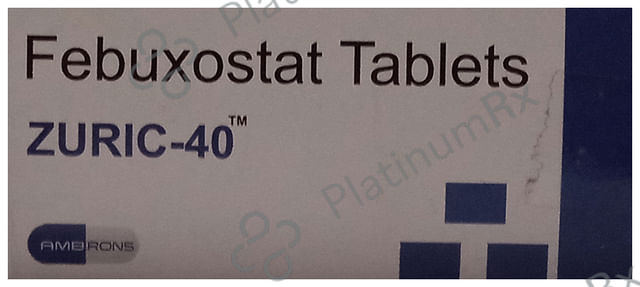 Febuxostat Tablets
ZURIC-40™
AMBRONS
PlatinumRx